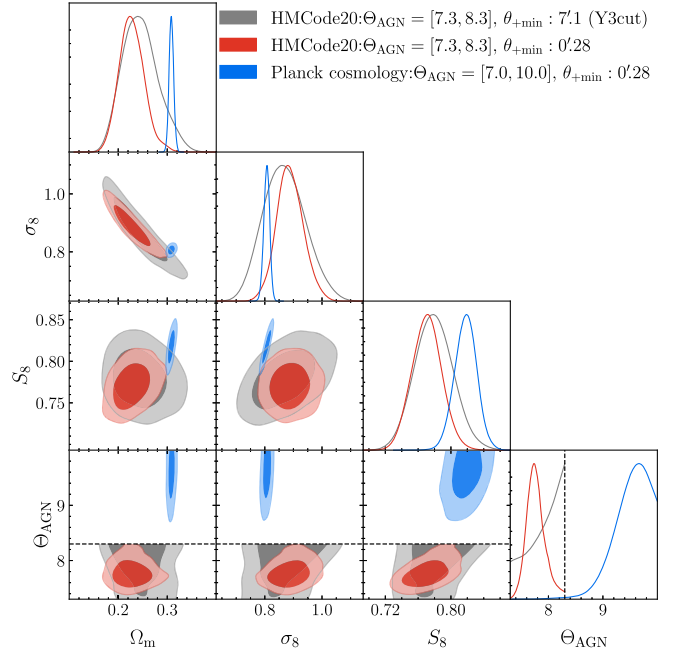 HMCode20:Θ_AGN = [7.3, 8.3], θ_+min : 7′.1 (Y3cut)
HMCode20:Θ_AGN = [7.3, 8.3], θ_+min : 0′.28
Planck cosmology:Θ_AGN = [7.0, 10.0], θ_+min : 0′.28
1.0
σ_8
0.8
0.85
0.80
S_8
0.75
9
Θ_AGN
8
0.2 0.3 0.8 1.0 0.72 0.80 8 9
Ω_m σ_8 S_8 Θ_AGN